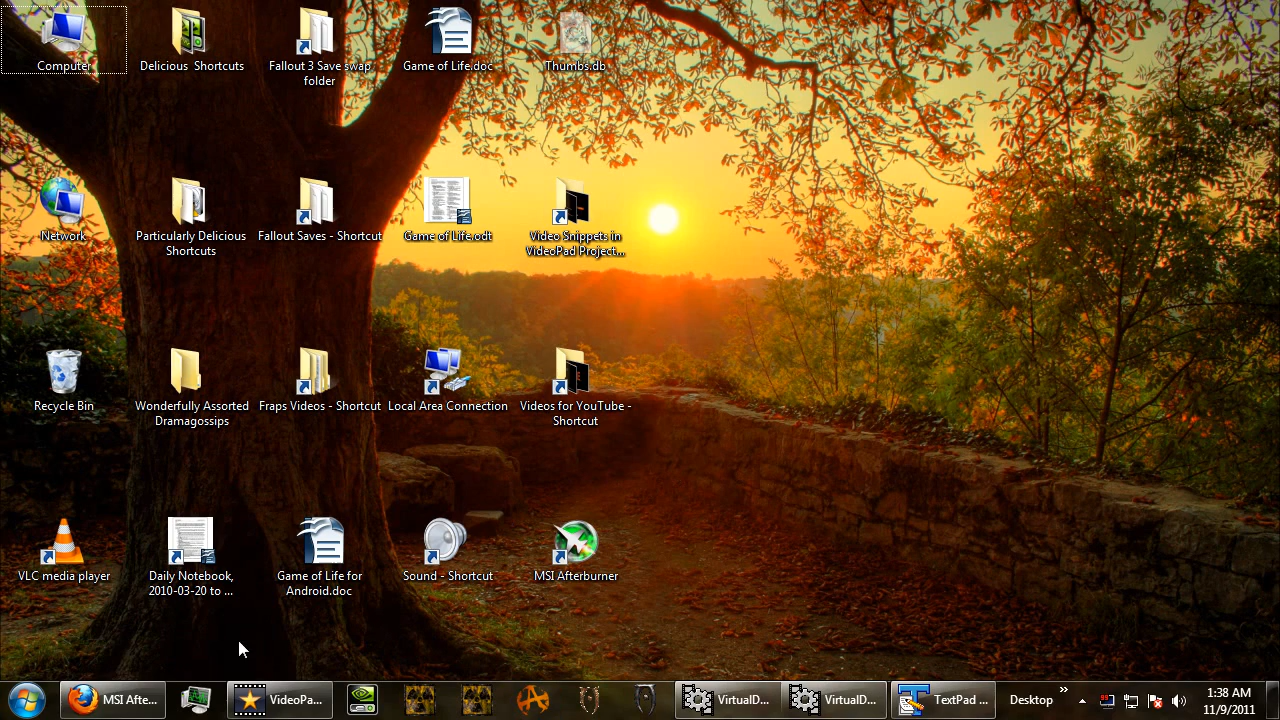 Computer
Delicious Shortcuts
Fallout 3 Save swap
folder
Game of Life.doc
Thumbs.db
Network
Particularly Delicious
Shortcuts
Fallout Saves - Shortcut
Game of Life.odt
Video Snippets in
VideoPad Project...
Recycle Bin
Wonderfully Assorted
Dramagossips
Fraps Videos - Shortcut
Local Area Connection
Videos for YouTube -
Shortcut
VLC media player
Daily Notebook,
2010-03-20 to ...
Game of Life for
Android.doc
Sound - Shortcut
MSI Afterburner
MSI Afte...
VideoPa...
VirtualD...
VirtualD...
TextPad ...
Desktop
1:38 AM
11/9/2011